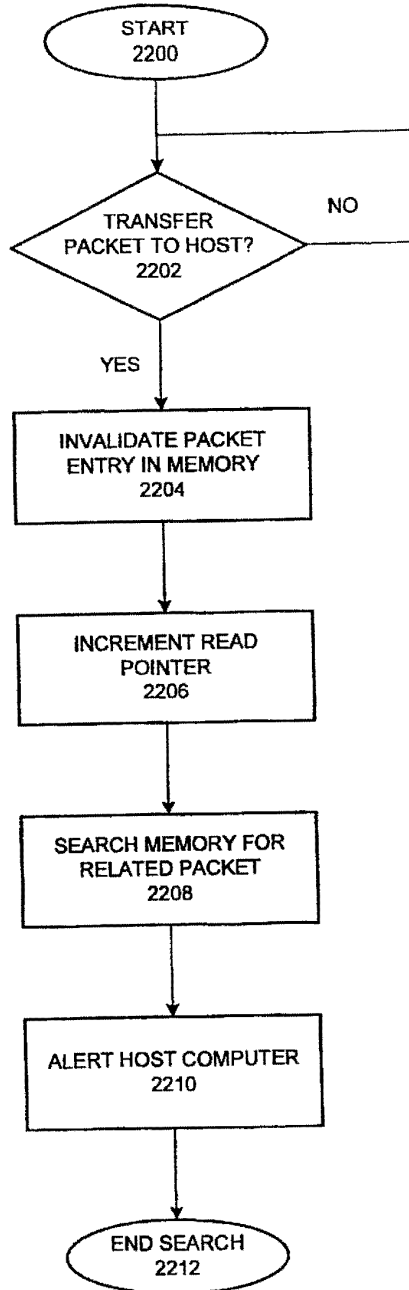 START
2200
TRANSFER
PACKET TO HOST?
2202
NO
YES
INVALIDATE PACKET
ENTRY IN MEMORY
2204
INCREMENT READ
POINTER
2206
SEARCH MEMORY FOR
RELATED PACKET
2208
ALERT HOST COMPUTER
2210
END SEARCH
2212